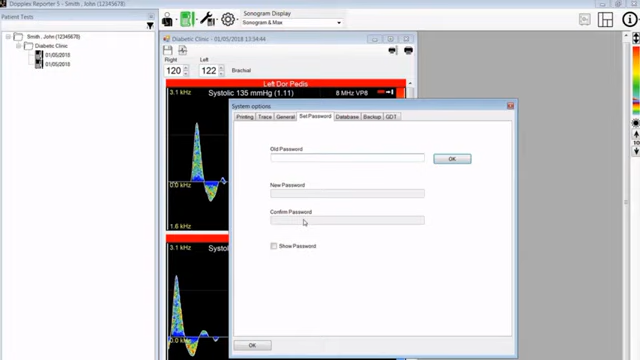 Dopplex Reporter 5 - Smith , John (12345678)
Sonogram Display
Sonogram & Max
Patient Tests
Smith , John (12345678)
Diabetic Clinic
01/05/2018
01/05/2018
Diabetic Clinic - 01/05/2018 - 13:54:44
Right Left
120 122 Brachial
Left Dor Pedis
3.1 kHz Systolic 135 mmHg (1.11) 8 MHz VP8
0.0 kHz
1.6 kHz
3.1 kHz Systo
0.0 kHz
System options
Printing Trace General Set Password Database Backup GDT
Old Password
OK
New Password
Confirm Password
Show Password
OK
10